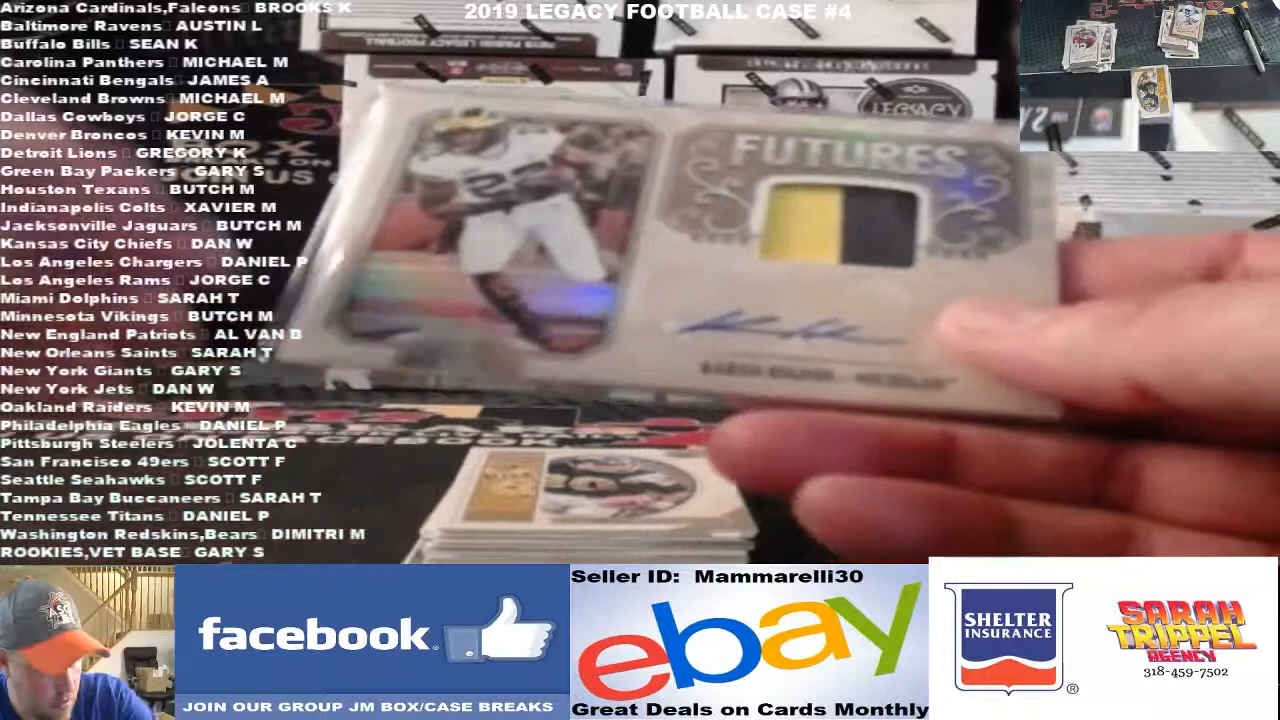 2019 LEGACY FOOTBALL CASE #4
Arizona Cardinals,Falcons BROOKS K
Baltimore Ravens AUSTIN L
Buffalo Bills SEAN K
Carolina Panthers MICHAEL M
Cincinnati Bengals JAMES A
Cleveland Browns MICHAEL M
Dallas Cowboys JORGE C
Denver Broncos KEVIN M
Detroit Lions GREGORY K
Green Bay Packers GARY S
Houston Texans BUTCH M
Indianapolis Colts XAVIER M
Jacksonville Jaguars BUTCH M
Kansas City Chiefs DAN W
Los Angeles Chargers DANIEL P
Los Angeles Rams JORGE C
Miami Dolphins SARAH T
Minnesota Vikings BUTCH M
New England Patriots AL VAN B
New Orleans Saints SARAH T
New York Giants GARY S
New York Jets DAN W
Oakland Raiders KEVIN M
Philadelphia Eagles DANIEL P
Pittsburgh Steelers JOLENTA C
San Francisco 49ers SCOTT F
Seattle Seahawks SCOTT F
Tampa Bay Buccaneers SARAH T
Tennessee Titans DANIEL P
Washington Redskins,Bears DIMITRI M
ROOKIES,VET BASE GARY S
LEGACY
FUTURES
facebook
JOIN OUR GROUP JM BOX/CASE BREAKS
Seller ID: Mammarelli30
ebay
Great Deals on Cards Monthly
SHELTER
INSURANCE
®
SARAH
TRIPPEL
AGENCY
318-459-7502